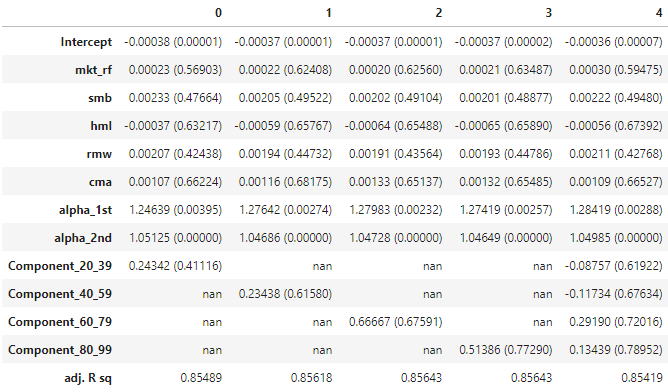 0 1 2 3 4
Intercept -0.00038 (0.00001) -0.00037 (0.00001) -0.00037 (0.00001) -0.00037 (0.00002) -0.00036 (0.00007)
mkt_rf 0.00023 (0.56903) 0.00022 (0.62408) 0.00020 (0.62560) 0.00021 (0.63487) 0.00030 (0.59475)
smb 0.00233 (0.47664) 0.00205 (0.49522) 0.00202 (0.49104) 0.00201 (0.48877) 0.00222 (0.49480)
hml -0.00037 (0.63217) -0.00059 (0.65767) -0.00064 (0.65488) -0.00065 (0.65890) -0.00056 (0.67392)
rmw 0.00207 (0.42438) 0.00194 (0.44732) 0.00191 (0.43564) 0.00193 (0.44786) 0.00211 (0.42768)
cma 0.00107 (0.66224) 0.00116 (0.68175) 0.00133 (0.65137) 0.00132 (0.65485) 0.00109 (0.66527)
alpha_1st 1.24639 (0.00395) 1.27642 (0.00274) 1.27983 (0.00232) 1.27419 (0.00257) 1.28419 (0.00288)
alpha_2nd 1.05125 (0.00000) 1.04686 (0.00000) 1.04728 (0.00000) 1.04649 (0.00000) 1.04985 (0.00000)
Component_20_39 0.24342 (0.41116) nan nan nan -0.08757 (0.61922)
Component_40_59 nan 0.23438 (0.61580) nan nan -0.11734 (0.67634)
Component_60_79 nan nan 0.66667 (0.67591) nan 0.29190 (0.72016)
Component_80_99 nan nan nan 0.51386 (0.77290) 0.13439 (0.78952)
adj. R sq 0.85489 0.85618 0.85643 0.85643 0.85419